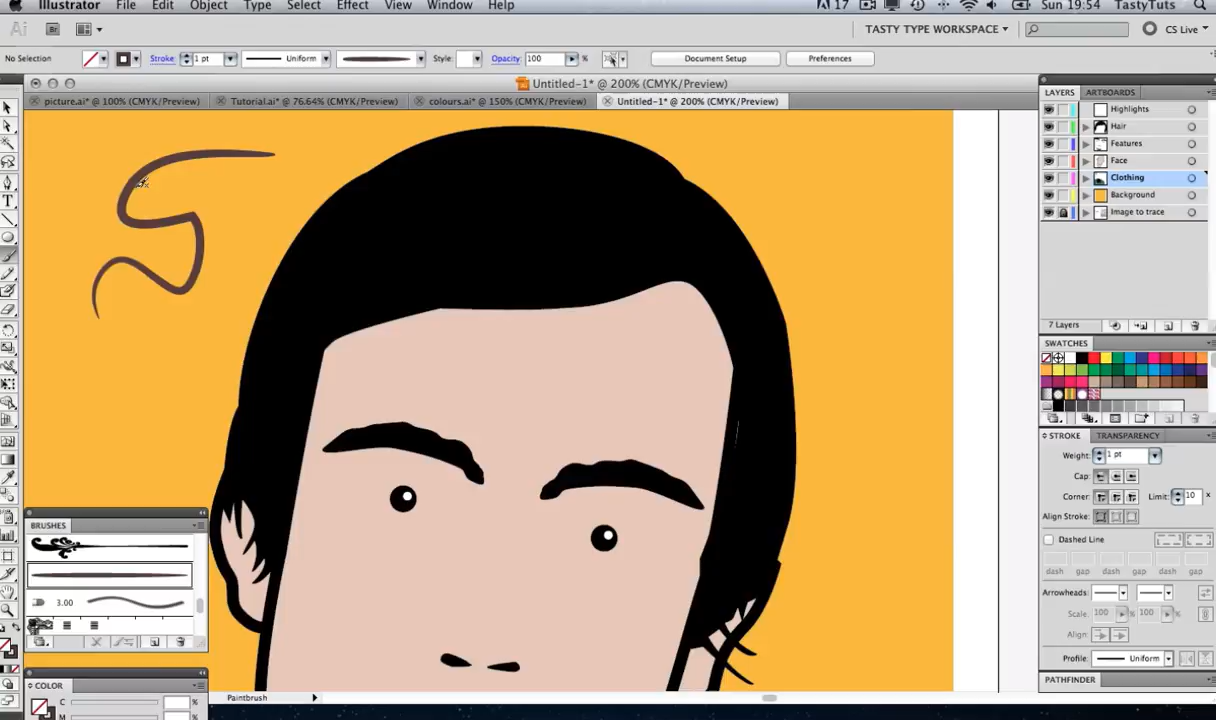 Illustrator File Edit Object Type Select Effect View Window Help 17 Sun 19:54 TastyTuts
Ai Br TASTY TYPE WORKSPACE CS Live
No Selection Stroke: 1 pt Uniform Style: Opacity 100 % Document Setup Preferences
Untitled-1* @ 200% (CMYK/Preview)
picture.ai* @ 100% (CMYK/Preview) Tutorial.ai* @ 76.64% (CMYK/Preview) colours.ai* @ 150% (CMYK/Preview) Untitled-1* @ 200% (CMYK/Preview)
LAYERS ARTBOARDS
Highlights
Hair
Features
Face
Clothing
Background
Image to trace
7 Layers
SWATCHES
STROKE TRANSPARENCY
Weight: 1 pt
Cap:
Corner: Limit: 10 x
Align Stroke:
Dashed Line
dash gap dash gap dash gap
Arrowheads:
Scale: 100 % 100 %
Align:
Profile: Uniform
PATHFINDER
BRUSHES
3.00
COLOR
C %
M %
Paintbrush